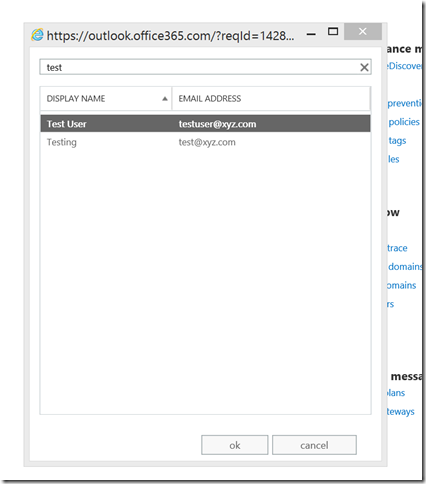 https://outlook.office365.com/?reqId=1428...
test
DISPLAY NAME EMAIL ADDRESS
Test User testuser@xyz.com
Testing test@xyz.com
ok cancel
ance m
eDiscover
preventi
policies
tags
les
ow
trace
domains
omains
rs
messa
lans
teways